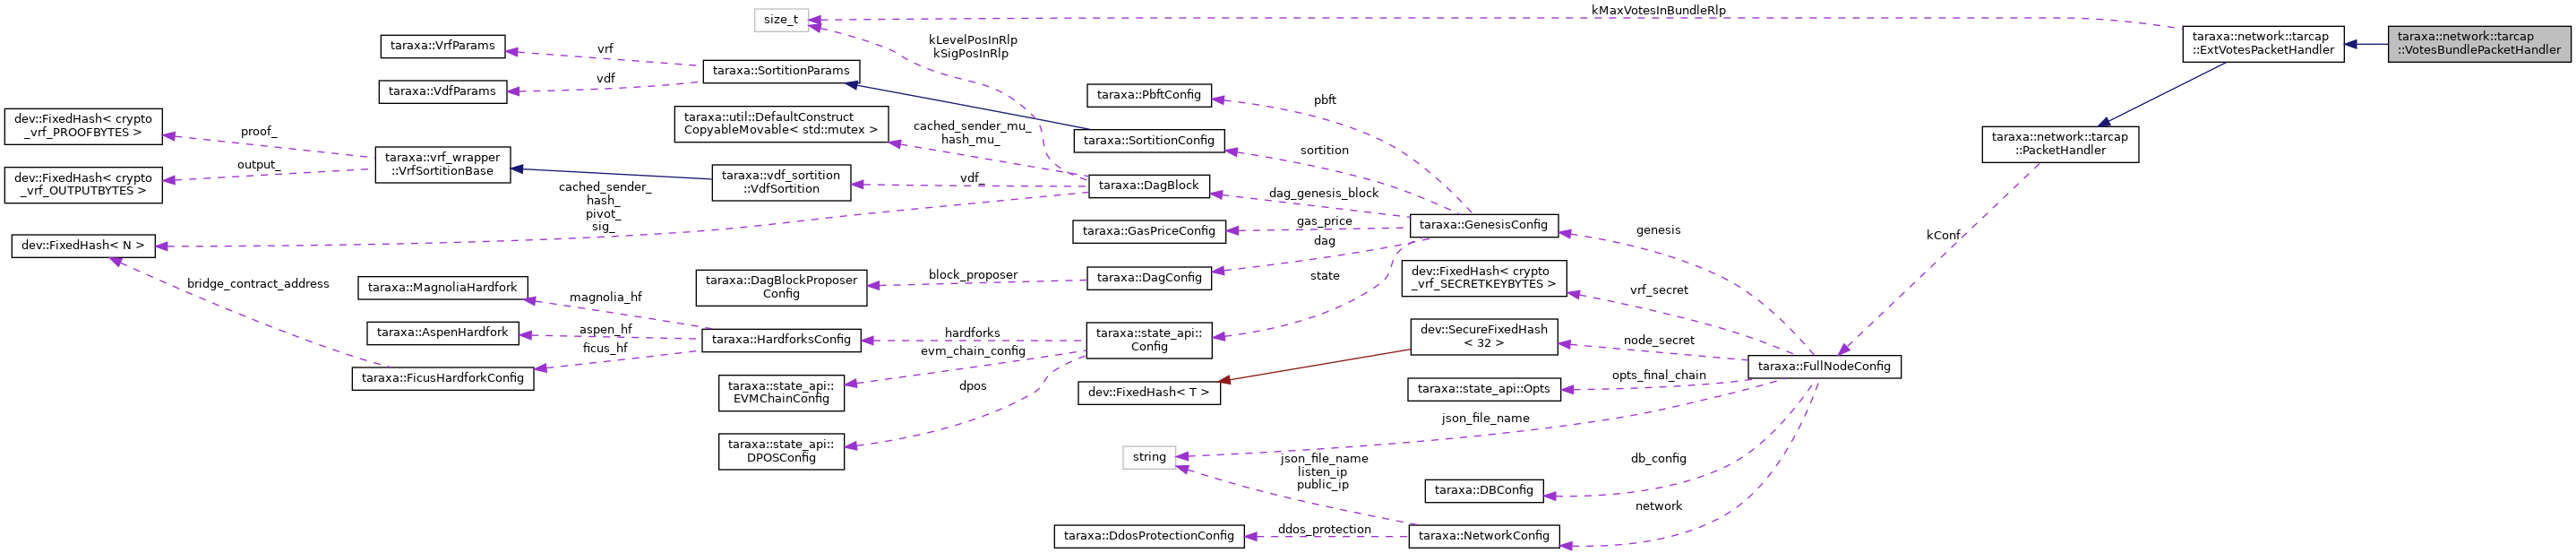 size_t
kMaxVotesInBundleRlp
taraxa::network::tarcap
::ExtVotesPacketHandler
taraxa::network::tarcap
::VotesBundlePacketHandler
kLevelPosInRlp
kSigPosInRlp
taraxa::VrfParams
vrf
taraxa::SortitionParams
vdf
taraxa::VdfParams
taraxa::PbftConfig
pbft
dev::FixedHash< crypto
_vrf_PROOFBYTES >
proof_
taraxa::util::DefaultConstruct
CopyableMovable< std::mutex >
cached_sender_mu_
hash_mu_
taraxa::SortitionConfig
sortition
taraxa::network::tarcap
::PacketHandler
output_
dev::FixedHash< crypto
_vrf_OUTPUTBYTES >
taraxa::vrf_wrapper
::VrfSortitionBase
taraxa::vdf_sortition
::VdfSortition
vdf_
taraxa::DagBlock
dag_genesis_block
cached_sender_
hash_
pivot_
sig_
taraxa::GasPriceConfig
gas_price
taraxa::GenesisConfig
genesis
kConf
dev::FixedHash< N >
dag
bridge_contract_address
taraxa::MagnoliaHardfork
magnolia_hf
taraxa::DagBlockProposer
Config
block_proposer
taraxa::DagConfig
state
dev::FixedHash< crypto
_vrf_SECRETKEYBYTES >
vrf_secret
taraxa::AspenHardfork
aspen_hf
ficus_hf
taraxa::HardforksConfig
hardforks
evm_chain_config
taraxa::state_api::
Config
dev::SecureFixedHash
< 32 >
node_secret
taraxa::FullNodeConfig
taraxa::FicusHardforkConfig
taraxa::state_api::
EVMChainConfig
dpos
dev::FixedHash< T >
taraxa::state_api::Opts
opts_final_chain
json_file_name
taraxa::state_api::
DPOSConfig
string
json_file_name
listen_ip
public_ip
db_config
taraxa::DBConfig
network
taraxa::DdosProtectionConfig
ddos_protection
taraxa::NetworkConfig